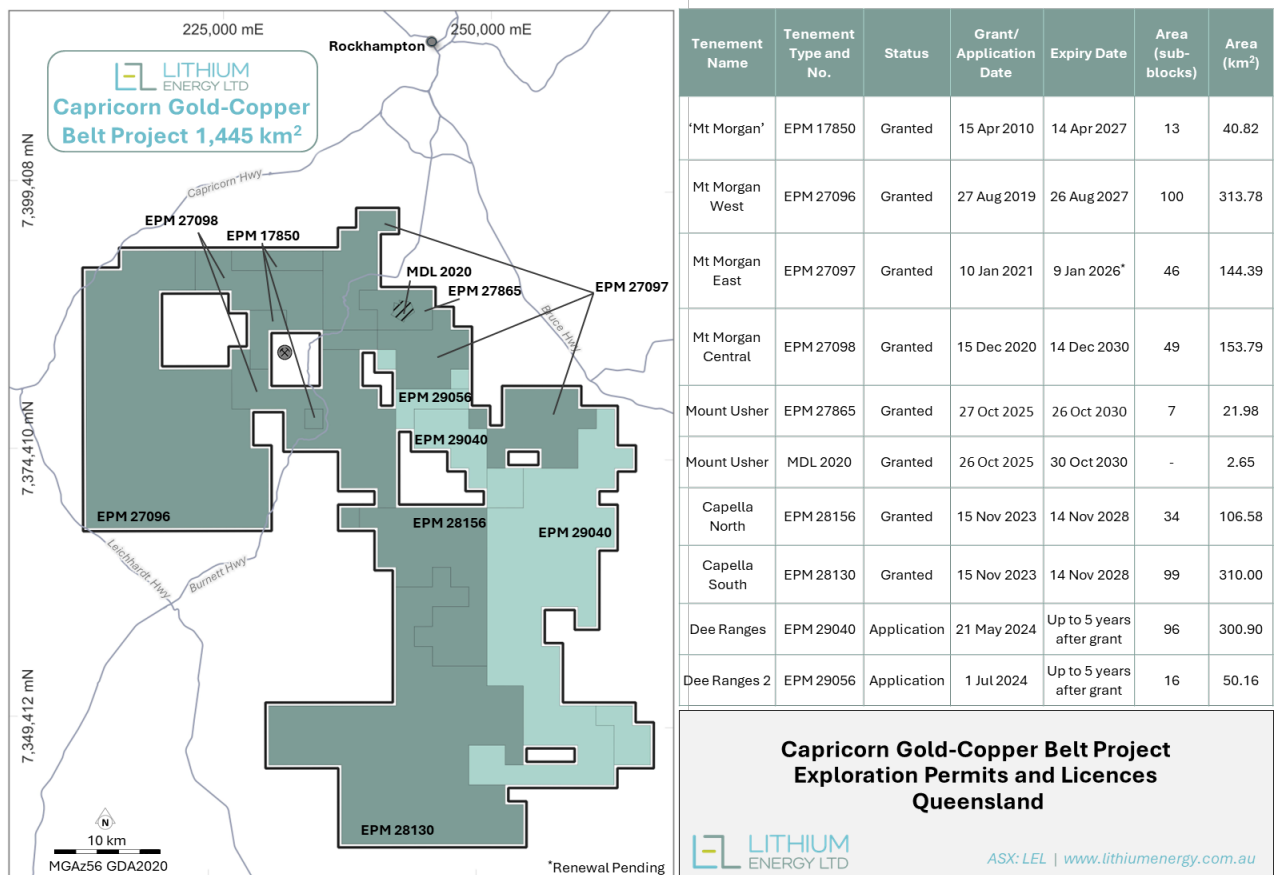 225,000 mE
250,000 mE
Rockhampton
LITHIUM
ENERGY LTD
Capricorn Gold-Copper
Belt Project 1,445 km²
7,399,408 mN
7,374,410 mN
7,349,412 mN
Capricorn Hwy
EPM 27098
EPM 17850
MDL 2020
EPM 27865
EPM 27097
Bruce Hwy
EPM 29056
EPM 29040
EPM 27096
EPM 28156
EPM 29040
Leichhardt Hwy
Burnett Hwy
EPM 28130
N
10 km
MGAz56 GDA2020
*Renewal Pending
Tenement Name | Tenement Type and No. | Status | Grant/ Application Date | Expiry Date | Area (sub-blocks) | Area (km²)
‘Mt Morgan’ | EPM 17850 | Granted | 15 Apr 2010 | 14 Apr 2027 | 13 | 40.82
Mt Morgan West | EPM 27096 | Granted | 27 Aug 2019 | 26 Aug 2027 | 100 | 313.78
Mt Morgan East | EPM 27097 | Granted | 10 Jan 2021 | 9 Jan 2026* | 46 | 144.39
Mt Morgan Central | EPM 27098 | Granted | 15 Dec 2020 | 14 Dec 2030 | 49 | 153.79
Mount Usher | EPM 27865 | Granted | 27 Oct 2025 | 26 Oct 2030 | 7 | 21.98
Mount Usher | MDL 2020 | Granted | 26 Oct 2025 | 30 Oct 2030 | - | 2.65
Capella North | EPM 28156 | Granted | 15 Nov 2023 | 14 Nov 2028 | 34 | 106.58
Capella South | EPM 28130 | Granted | 15 Nov 2023 | 14 Nov 2028 | 99 | 310.00
Dee Ranges | EPM 29040 | Application | 21 May 2024 | Up to 5 years after grant | 96 | 300.90
Dee Ranges 2 | EPM 29056 | Application | 1 Jul 2024 | Up to 5 years after grant | 16 | 50.16
Capricorn Gold-Copper Belt Project
Exploration Permits and Licences
Queensland
LITHIUM
ENERGY LTD
ASX: LEL | www.lithiumenergy.com.au